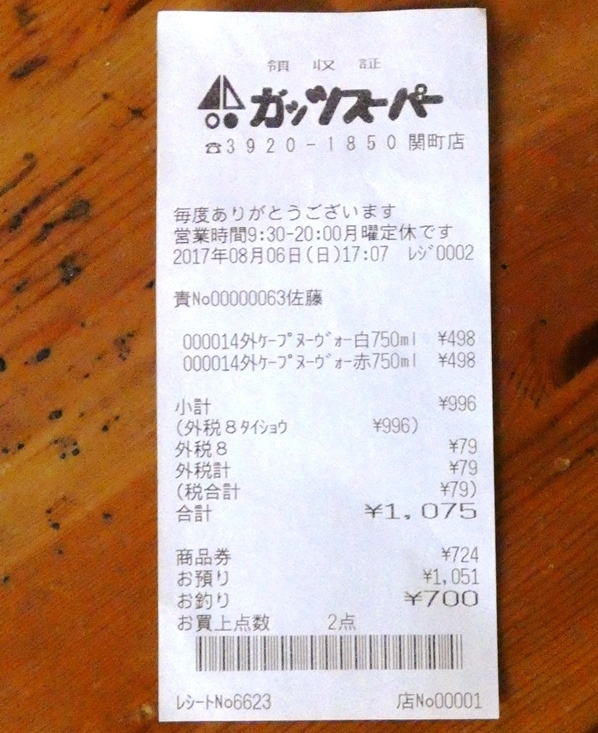 領収証
ガッツスーパー
☎3920-1850 関町店
毎度ありがとうございます
営業時間9:30-20:00月曜定休です
2017年08月06日(日)17:07 ﾚｼﾞ0002
責No00000063佐藤
000014外ｹｰﾌﾟﾇｰｳﾞｫｰ白750ml ¥498
000014外ｹｰﾌﾟﾇｰｳﾞｫｰ赤750ml ¥498
小計 ¥996
(外税８ﾀｲｼｮｳ ¥996)
外税８ ¥79
外税計 ¥79
(税合計 ¥79)
合計 ¥1,075
商品券 ¥724
お預り ¥1,051
お釣り ¥700
お買上点数 2点
ﾚｼｰﾄNo6623 店No00001